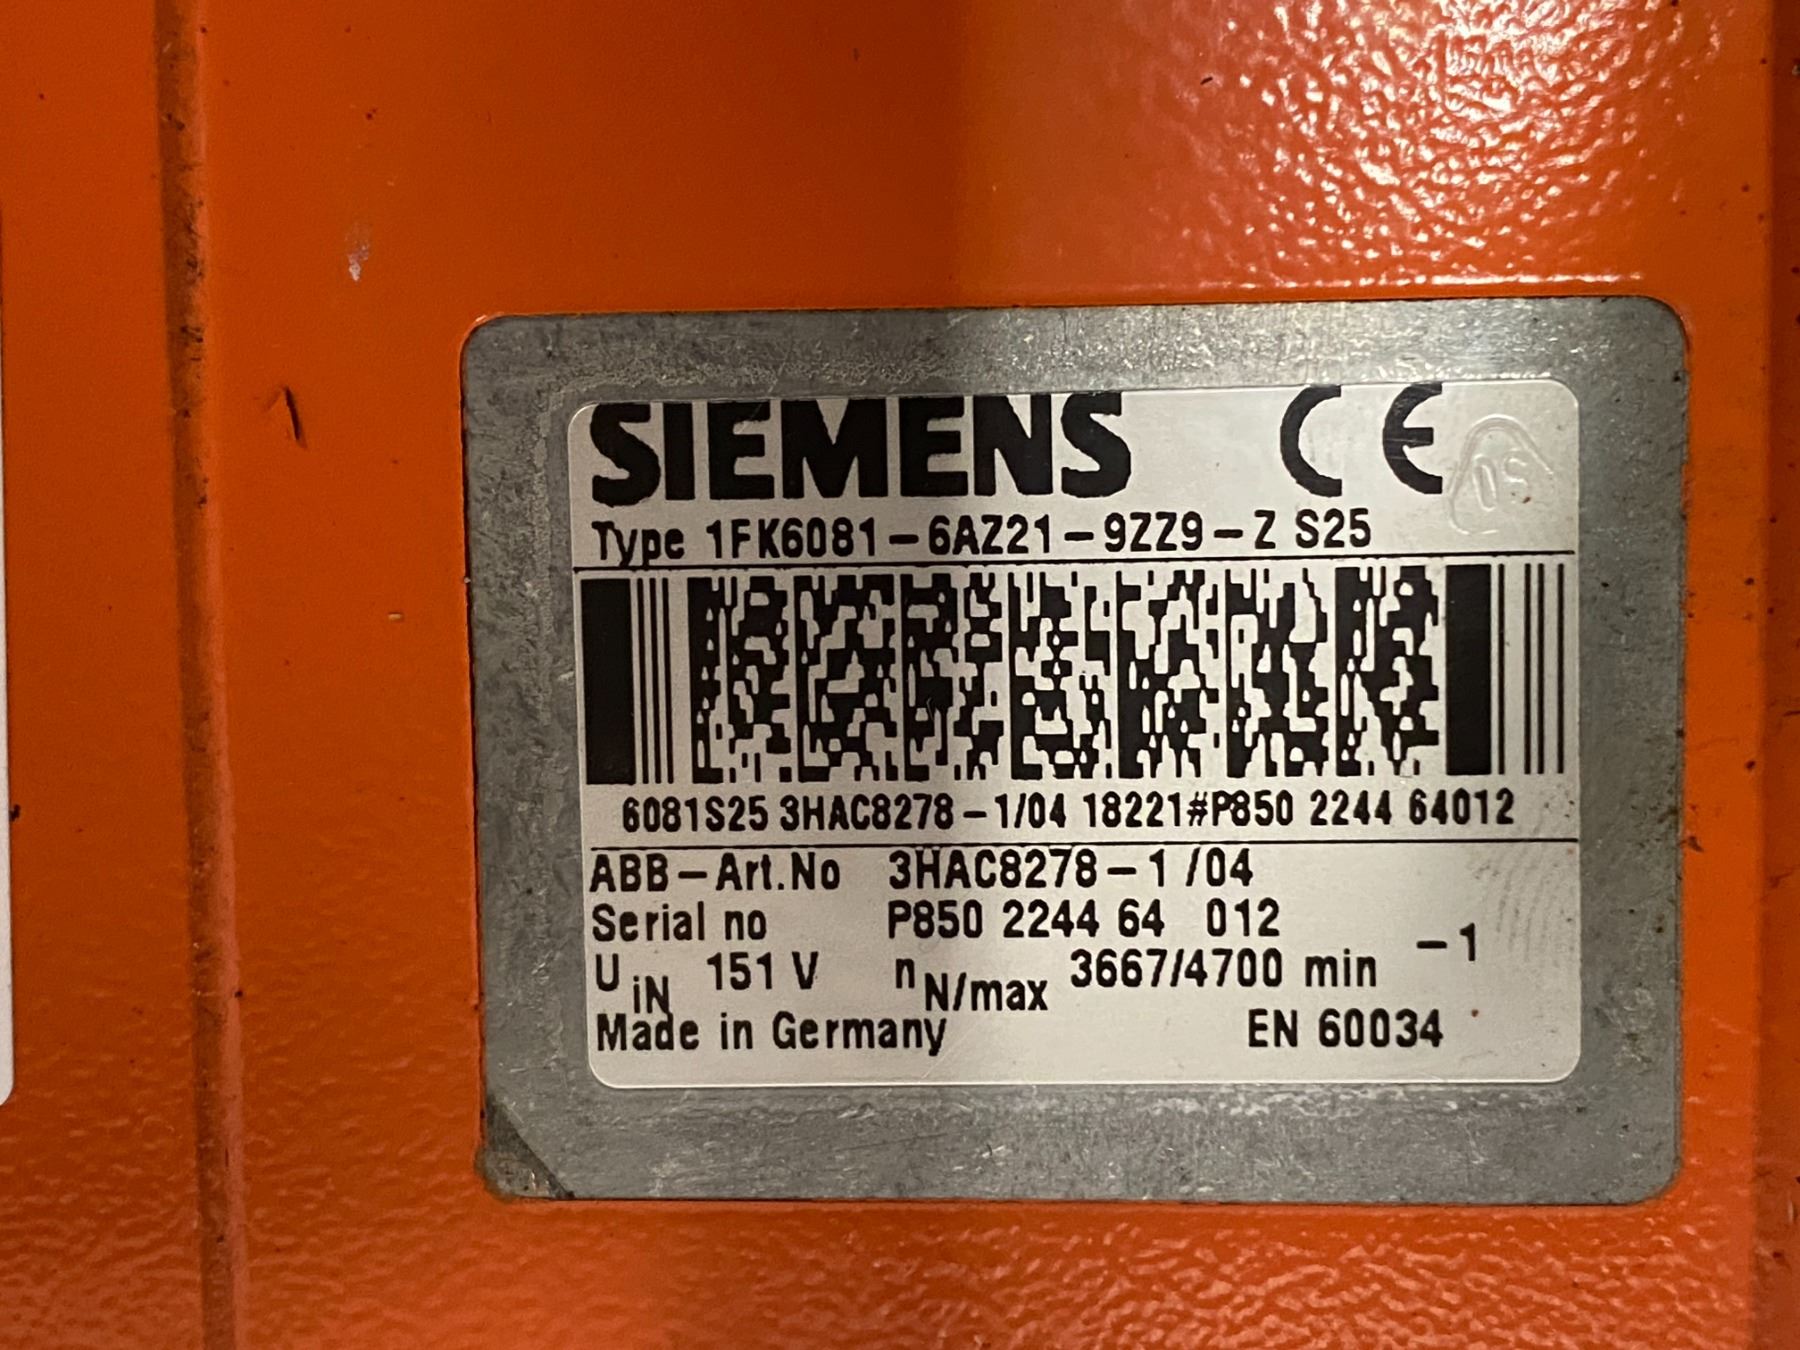 SIEMENS CE
Type 1FK6081-6AZ21-9ZZ9-Z S25
6081S25 3HAC8278-1/04 18221#P850 2244 64012
ABB-Art.No 3HAC8278-1 /04
Serial no P850 2244 64 012
U iN 151 V n N/max 3667/4700 min -1
Made in Germany EN 60034